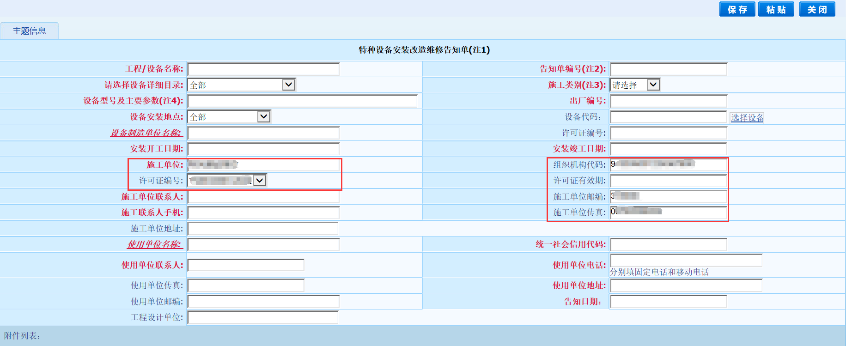 保 存 粘 贴 关 闭
主题信息
特种设备安装改造维修告知单(注1)
工程/设备名称: 告知单编号(注2):
请选择设备详细目录: 全部 施工类别(注3): 请选择
设备型号及主要参数(注4): 出厂编号:
设备安装地点: 全部 设备代码: 选择设备
设备制造单位名称: 许可证编号:
安装开工日期: 安装竣工日期:
施工单位: 组织机构代码: 9
许可证编号: 许可证有效期:
施工单位联系人: 施工单位邮编:
施工联系人手机: 施工单位传真: 0
施工单位地址:
使用单位名称: 统一社会信用代码:
使用单位联系人: 使用单位电话:
分别填固定电话和移动电话
使用单位传真: 使用单位地址:
使用单位邮编: 告知日期:
工程设计单位:
附件列表: